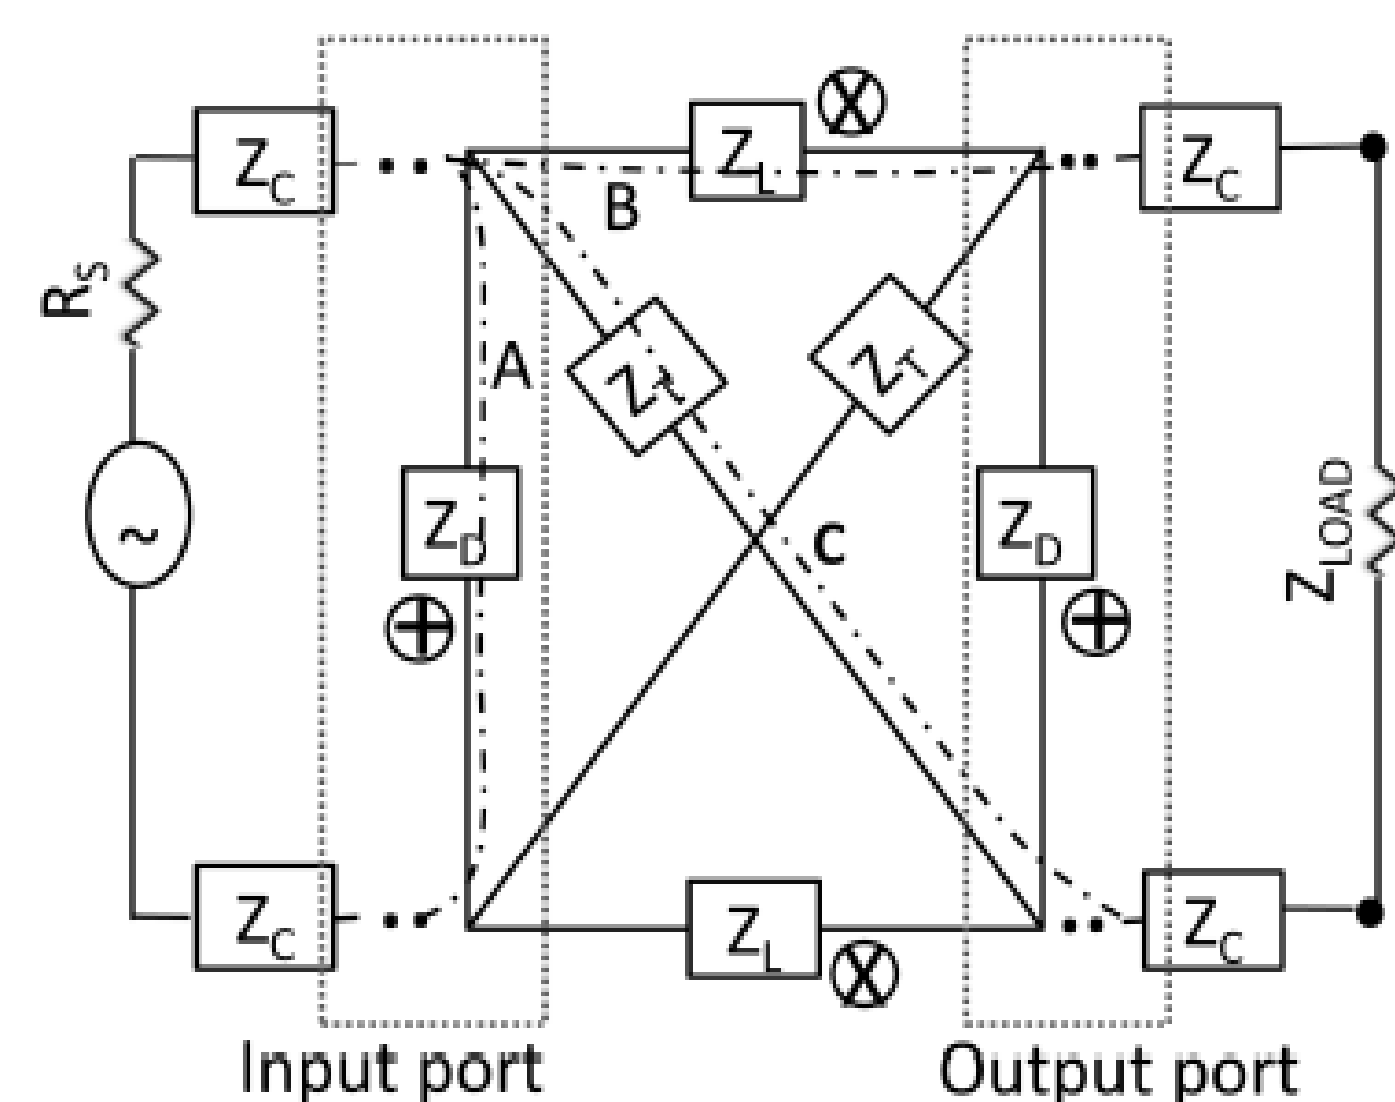 Z_C
Z_L
Z_C
B
R_S
A
Z_T
Z_T
Z_D
C
Z_D
Z_LOAD
~
Z_C
Z_L
Z_C
Input port
Output port